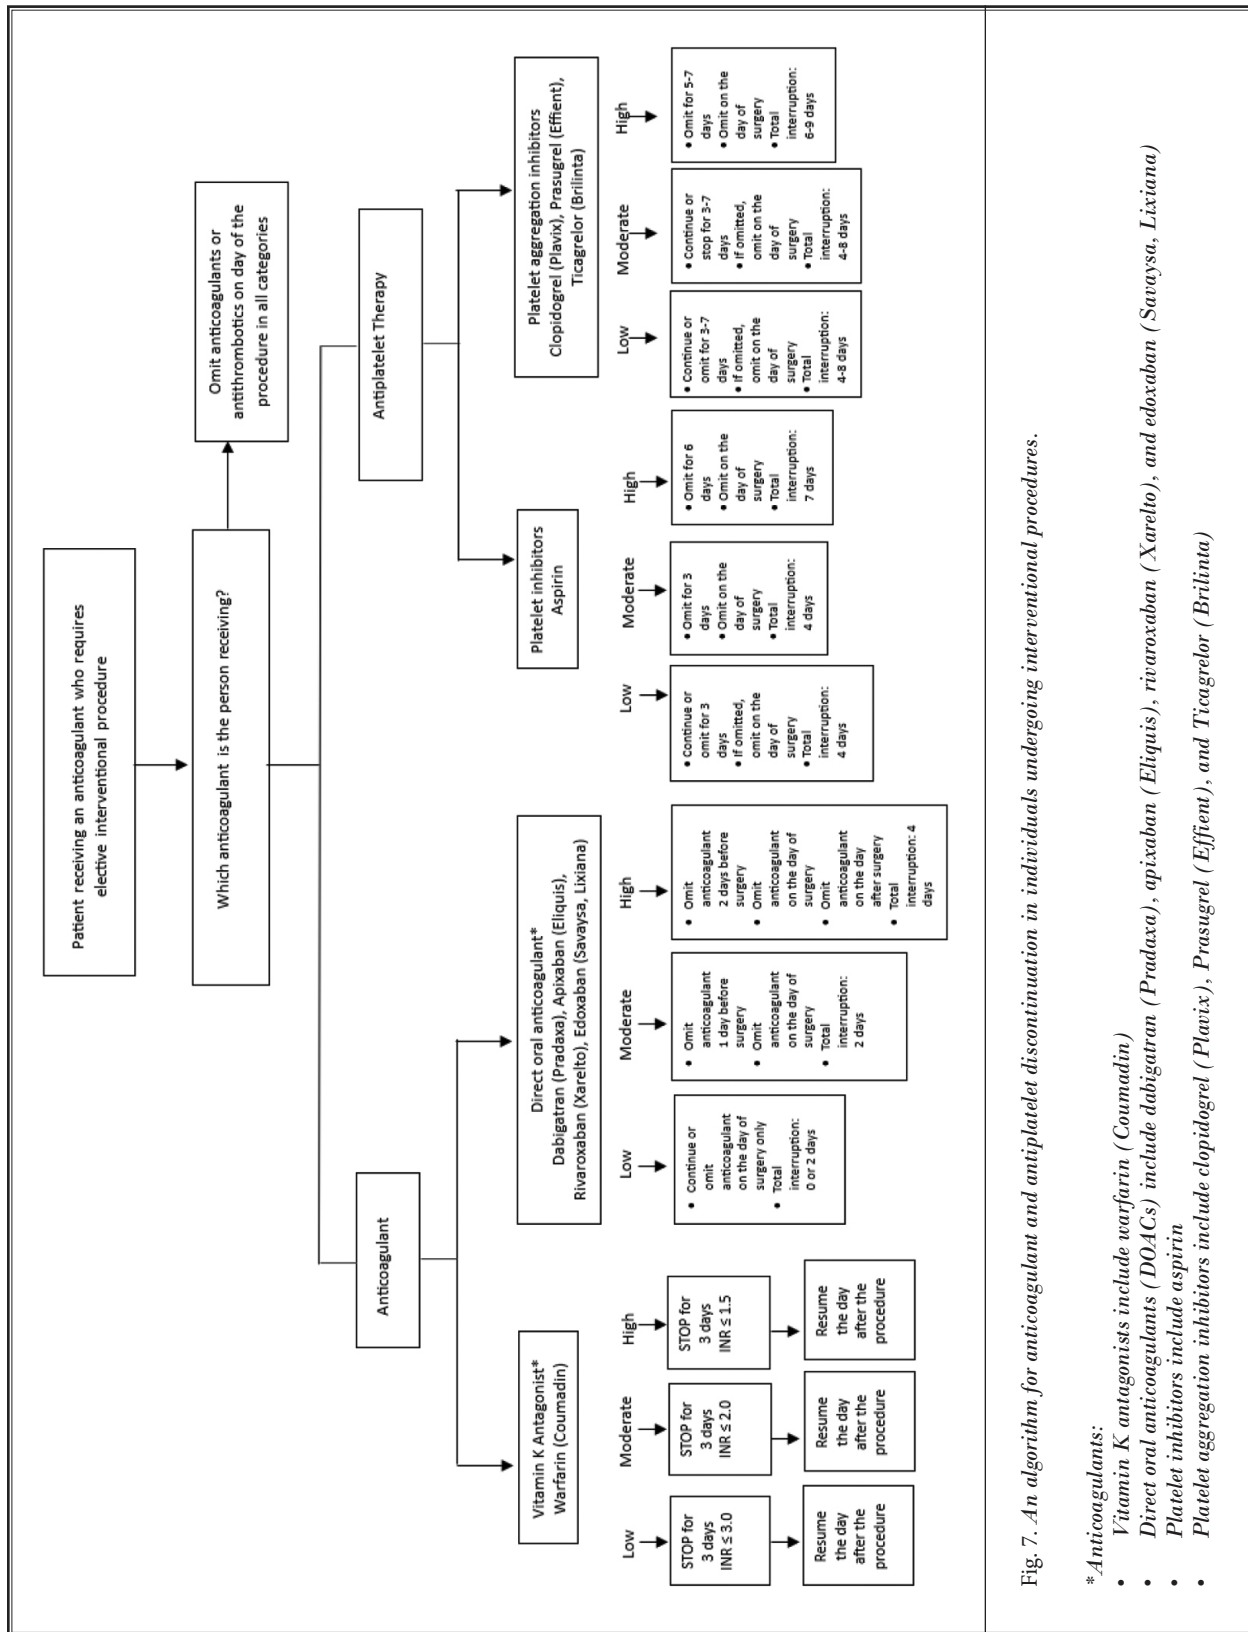 Patient receiving an anticoagulant who requires
elective interventional procedure
Which anticoagulant is the person receiving?
Omit anticoagulants or
antithrombotics on day of the
procedure in all categories
Anticoagulant
Antiplatelet Therapy
Vitamin K Antagonist*
Warfarin (Coumadin)
Direct oral anticoagulant*
Dabigatran (Pradaxa), Apixaban (Eliquis),
Rivaroxaban (Xarelto), Edoxaban (Savaysa, Lixiana)
Platelet inhibitors
Aspirin
Platelet aggregation inhibitors
Clopidogrel (Plavix), Prasugrel (Effient),
Ticagrelor (Brilinta)
Low
STOP for
3 days
INR ≤ 3.0
Resume
the day
after the
procedure
Moderate
STOP for
3 days
INR ≤ 2.0
Resume
the day
after the
procedure
High
STOP for
3 days
INR ≤ 1.5
Resume
the day
after the
procedure
Low
• Continue or
omit
anticoagulant
on the day of
surgery only
• Total
interruption:
0 or 2 days
Moderate
• Omit
anticoagulant
1 day before
surgery
• Omit
anticoagulant
on the day of
surgery
• Total
interruption:
2 days
High
• Omit
anticoagulant
2 days before
surgery
• Omit
anticoagulant
on the day of
surgery
• Omit
anticoagulant
on the day
after surgery
• Total
interruption: 4
days
Low
• Continue or
omit for 3
days
• If omitted,
omit on the
day of
surgery
• Total
interruption:
4 days
Moderate
• Omit for 3
days
• Omit on the
day of
surgery
• Total
interruption:
4 days
High
• Omit for 6
days
• Omit on the
day of
surgery
• Total
interruption:
7 days
Low
• Continue or
omit for 3-7
days
• If omitted,
omit on the
day of
surgery
• Total
interruption:
4-8 days
Moderate
• Continue or
stop for 3-7
days
• If omitted,
omit on the
day of
surgery
• Total
interruption:
4-8 days
High
• Omit for 5-7
days
• Omit on the
day of
surgery
• Total
interruption:
6-9 days
Fig. 7. An algorithm for anticoagulant and antiplatelet discontinuation in individuals undergoing interventional procedures.
*Anticoagulants:
• Vitamin K antagonists include warfarin (Coumadin)
• Direct oral anticoagulants (DOACs) include dabigatran (Pradaxa), apixaban (Eliquis), rivaroxaban (Xarelto), and edoxaban (Savaysa, Lixiana)
• Platelet inhibitors include aspirin
• Platelet aggregation inhibitors include clopidogrel (Plavix), Prasugrel (Effient), and Ticagrelor (Brilinta)